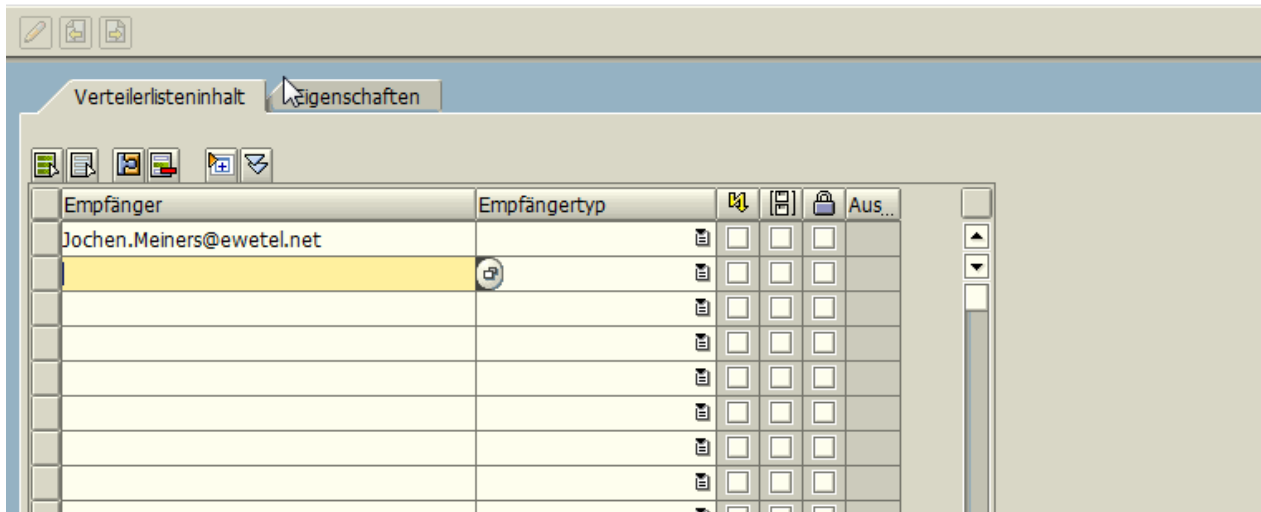 Verteilerlisteninhalt Eigenschaften
Empfänger Empfängertyp Aus...
Jochen.Meiners@ewetel.net